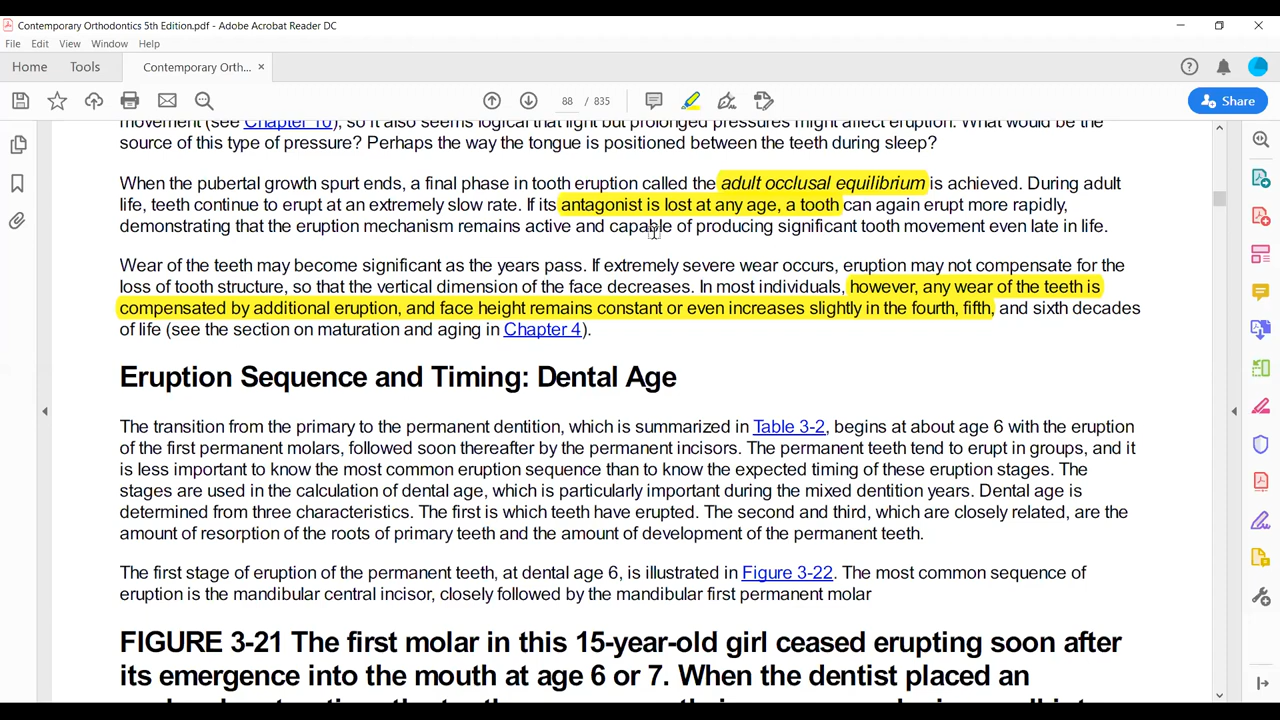 Contemporary Orthodontics 5th Edition.pdf - Adobe Acrobat Reader DC
File Edit View Window Help
Home Tools Contemporary Orth... ×
88 / 835
Share
movement (see Chapter 10), so it also seems logical that light but prolonged pressures might affect eruption. What would be the
source of this type of pressure? Perhaps the way the tongue is positioned between the teeth during sleep?
When the pubertal growth spurt ends, a final phase in tooth eruption called the adult occlusal equilibrium is achieved. During adult
life, teeth continue to erupt at an extremely slow rate. If its antagonist is lost at any age, a tooth can again erupt more rapidly,
demonstrating that the eruption mechanism remains active and capable of producing significant tooth movement even late in life.
Wear of the teeth may become significant as the years pass. If extremely severe wear occurs, eruption may not compensate for the
loss of tooth structure, so that the vertical dimension of the face decreases. In most individuals, however, any wear of the teeth is
compensated by additional eruption, and face height remains constant or even increases slightly in the fourth, fifth, and sixth decades
of life (see the section on maturation and aging in Chapter 4).
Eruption Sequence and Timing: Dental Age
The transition from the primary to the permanent dentition, which is summarized in Table 3-2, begins at about age 6 with the eruption
of the first permanent molars, followed soon thereafter by the permanent incisors. The permanent teeth tend to erupt in groups, and it
is less important to know the most common eruption sequence than to know the expected timing of these eruption stages. The
stages are used in the calculation of dental age, which is particularly important during the mixed dentition years. Dental age is
determined from three characteristics. The first is which teeth have erupted. The second and third, which are closely related, are the
amount of resorption of the roots of primary teeth and the amount of development of the permanent teeth.
The first stage of eruption of the permanent teeth, at dental age 6, is illustrated in Figure 3-22. The most common sequence of
eruption is the mandibular central incisor, closely followed by the mandibular first permanent molar
FIGURE 3-21 The first molar in this 15-year-old girl ceased erupting soon after
its emergence into the mouth at age 6 or 7. When the dentist placed an